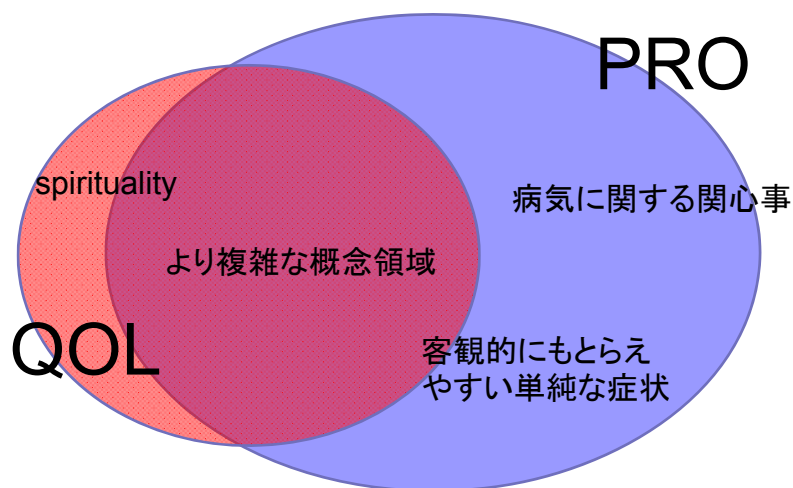 PRO
spirituality
病気に関する関心事
より複雑な概念領域
QOL
客観的にもとらえ
やすい単純な症状